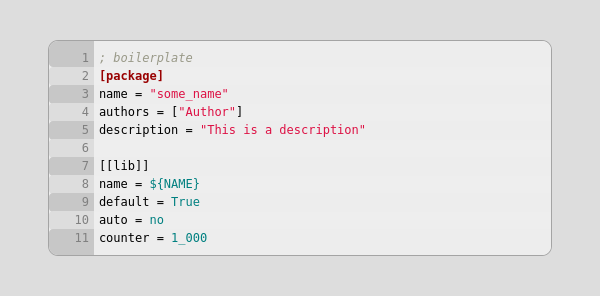 1 ; boilerplate
2 [package]
3 name = "some_name"
4 authors = ["Author"]
5 description = "This is a description"
6
7 [[lib]]
8 name = ${NAME}
9 default = True
10 auto = no
11 counter = 1_000